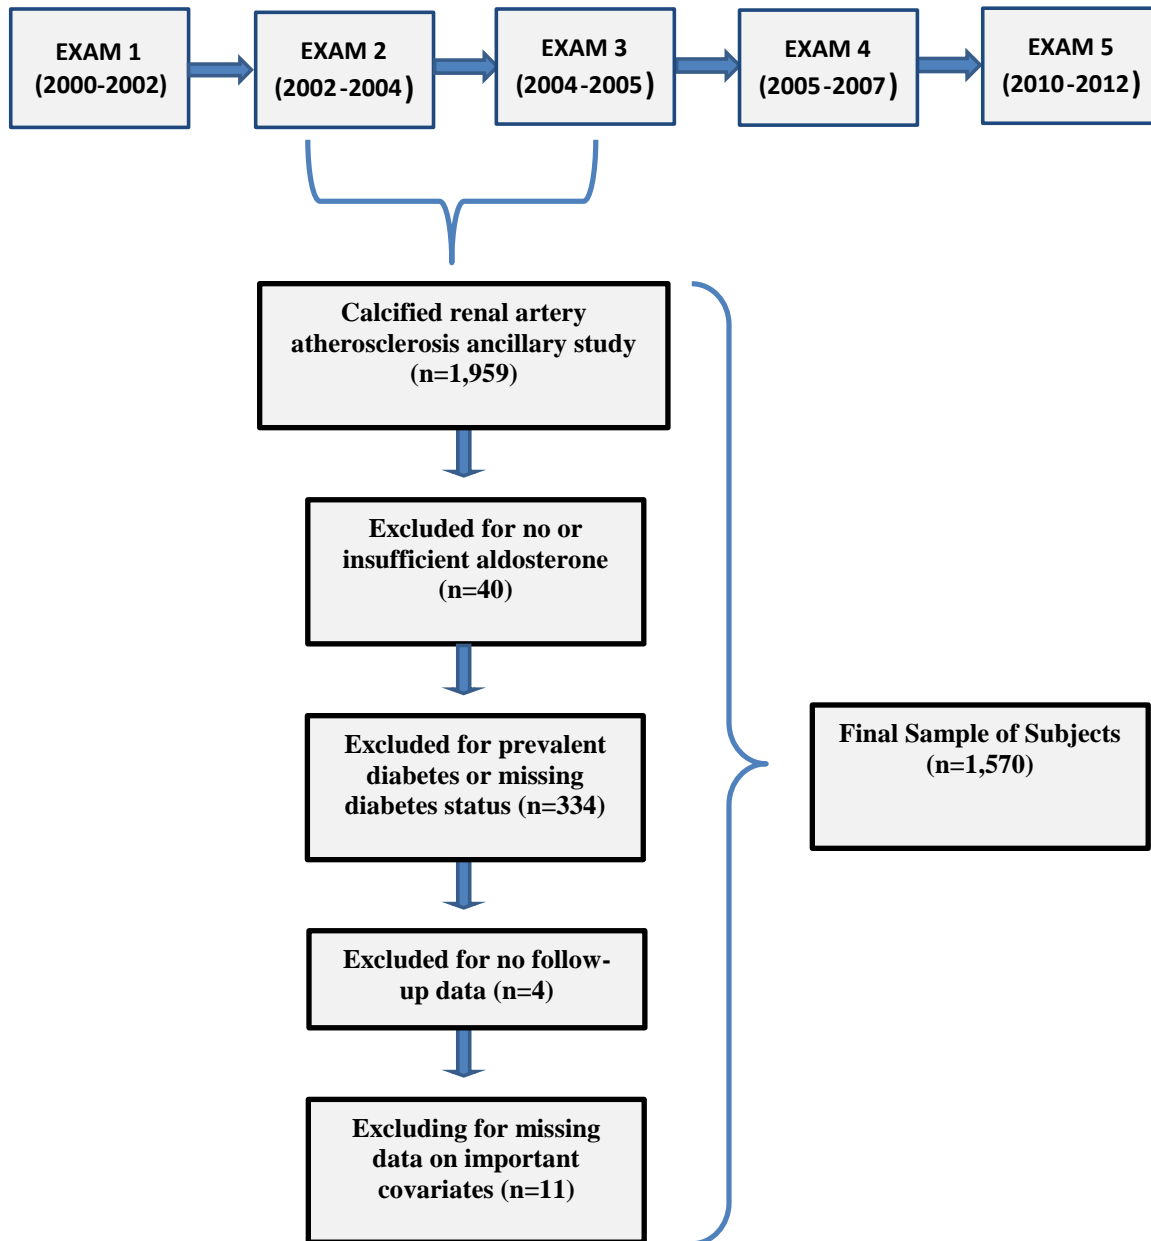 EXAM 1
(2000-2002)
EXAM 2
(2002-2004)
EXAM 3
(2004-2005)
EXAM 4
(2005-2007)
EXAM 5
(2010-2012)
Calcified renal artery
atherosclerosis ancillary study
(n=1,959)
Excluded for no or
insufficient aldosterone
(n=40)
Excluded for prevalent
diabetes or missing
diabetes status (n=334)
Excluded for no follow-
up data (n=4)
Excluding for missing
data on important
covariates (n=11)
Final Sample of Subjects
(n=1,570)